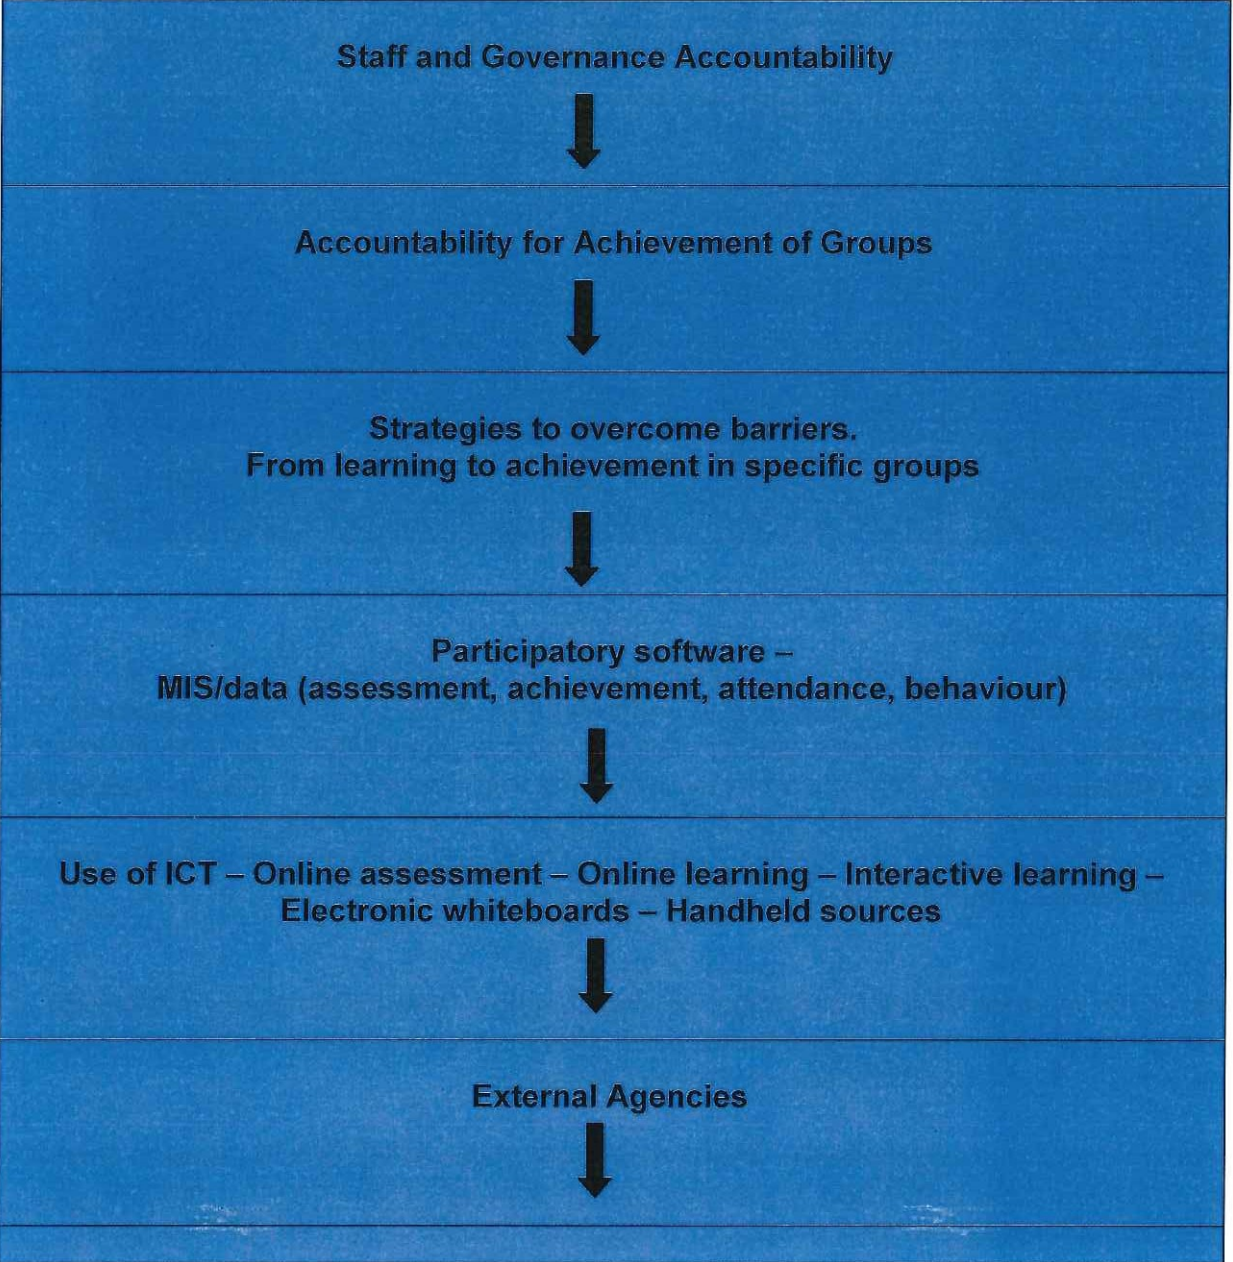 Staff and Governance Accountability
Accountability for Achievement of Groups
Strategies to overcome barriers.
From learning to achievement in specific groups
Participatory software –
MIS/data (assessment, achievement, attendance, behaviour)
Use of ICT – Online assessment – Online learning – Interactive learning –
Electronic whiteboards – Handheld sources
External Agencies